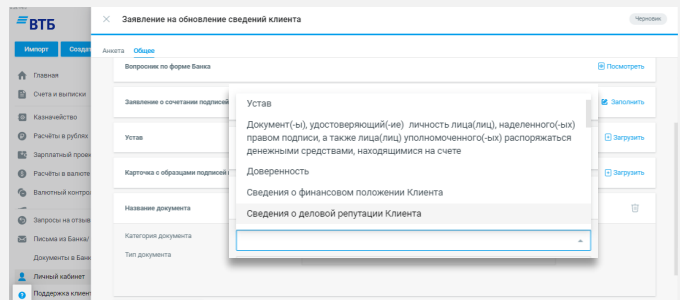 ВТБ
Заявление на обновление сведений клиента
Черновик
Импорт
Создат
Анкета
Общее
Вопросник по форме Банка
Посмотреть
Главная
Счета и выписки
Заявление о сочетании подписей
Заполнить
Казначейство
Расчёты в рублях
Устав
Загрузить
Зарплатный проек
Расчёты в валюте
Карточка с образцами подписей
Загрузить
Валютный контро
Название документа
Запросы на отзыв
Письма из Банка/
Документы в Банк
Личный кабинет
Поддержка клиент
Категория документа
Тип документа
Устав
Документ(-ы), удостоверяющий(-ие) личность лица(лиц), наделенного(-ых)
правом подписи, а также лица(лиц) уполномоченного(-ых) распоряжаться
денежными средствами, находящимися на счете
Доверенность
Сведения о финансовом положении Клиента
Сведения о деловой репутации Клиента